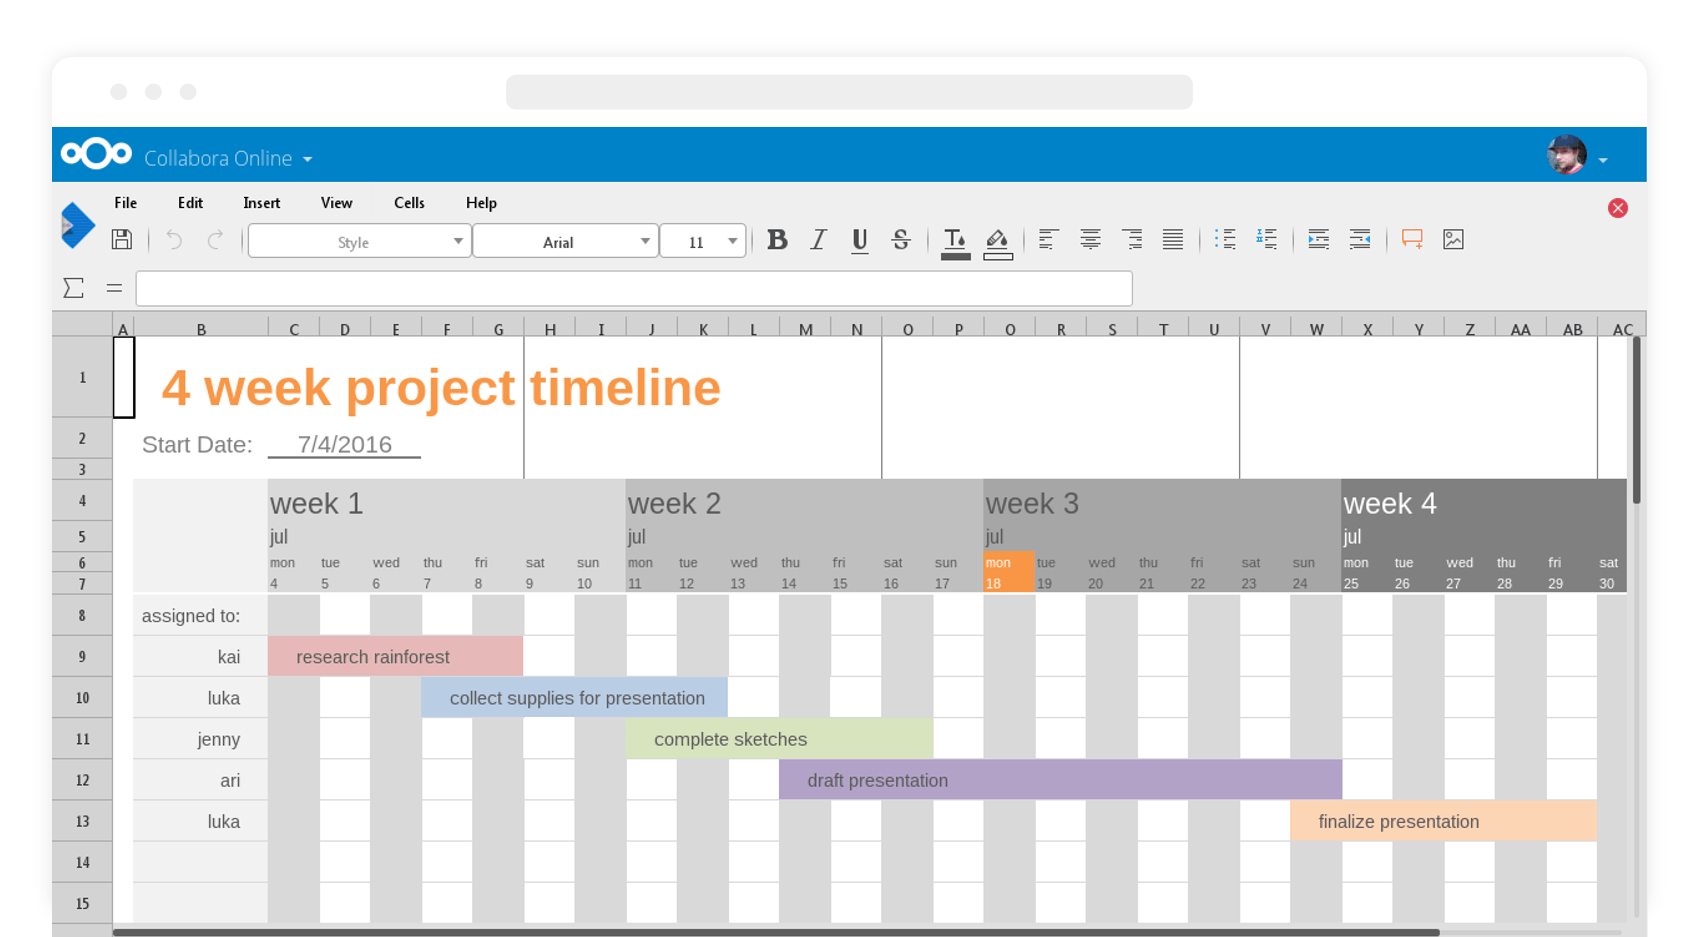 Collabora Online
File Edit Insert View Cells Help
Style Arial 11 B I U S
Σ =
A B C D E F G H I J K L M N O P Q R S T U V W X Y Z AA AB AC
1 4 week project timeline
2 Start Date: 7/4/2016
3
4 week 1 week 2 week 3 week 4
5 jul jul jul jul
6 mon tue wed thu fri sat sun mon tue wed thu fri sat sun mon tue wed thu fri sat sun mon tue wed thu fri sat
7 4 5 6 7 8 9 10 11 12 13 14 15 16 17 18 19 20 21 22 23 24 25 26 27 28 29 30
8 assigned to:
9 kai research rainforest
10 luka collect supplies for presentation
11 jenny complete sketches
12 ari draft presentation
13 luka finalize presentation
14
15